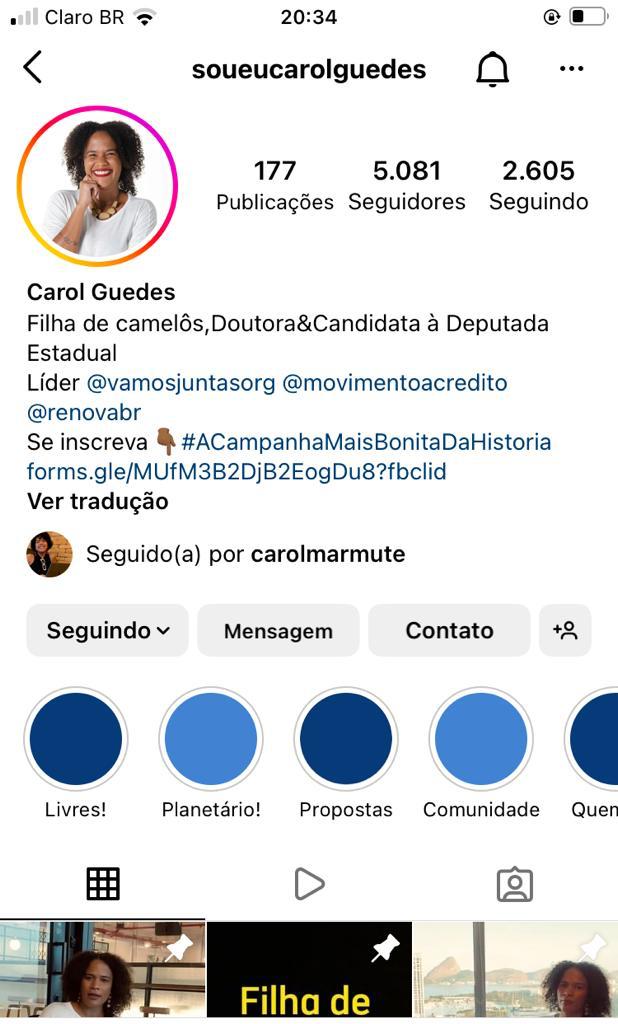 Claro BR 20:34
soueucarolguedes
177 5.081 2.605
Publicações Seguidores Seguindo
Carol Guedes
Filha de camelôs,Doutora&Candidata à Deputada
Estadual
Líder @vamosjuntasorg @movimentoacredito
@renovabr
Se inscreva 👇🏾 #ACampanhaMaisBonitaDaHistoria
forms.gle/MUfM3B2DjB2EogDu8?fbclid
Ver tradução
Seguido(a) por carolmarmute
Seguindo Mensagem Contato
Livres! Planetário! Propostas Comunidade Quem
Filha de